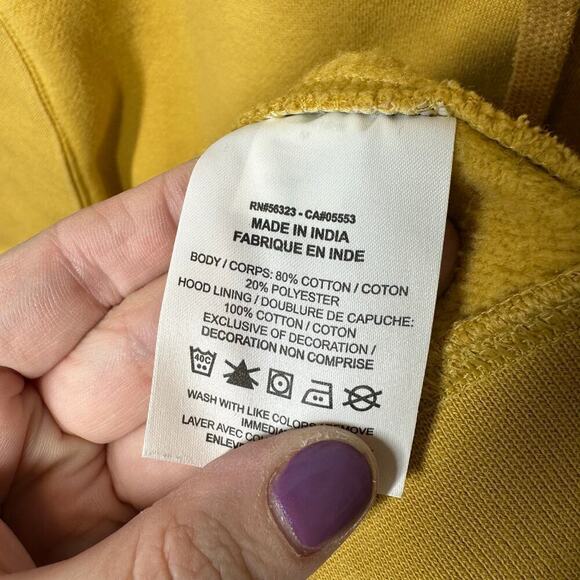 RN#56323 - CA#05553
MADE IN INDIA
FABRIQUE EN INDE
BODY / CORPS: 80% COTTON / COTON
20% POLYESTER
HOOD LINING / DOUBLURE DE CAPUCHE:
100% COTTON / COTON
EXCLUSIVE OF DECORATION /
DECORATION NON COMPRISE
40C
WASH WITH LIKE COLORS / REMOVE
LAVER AVEC